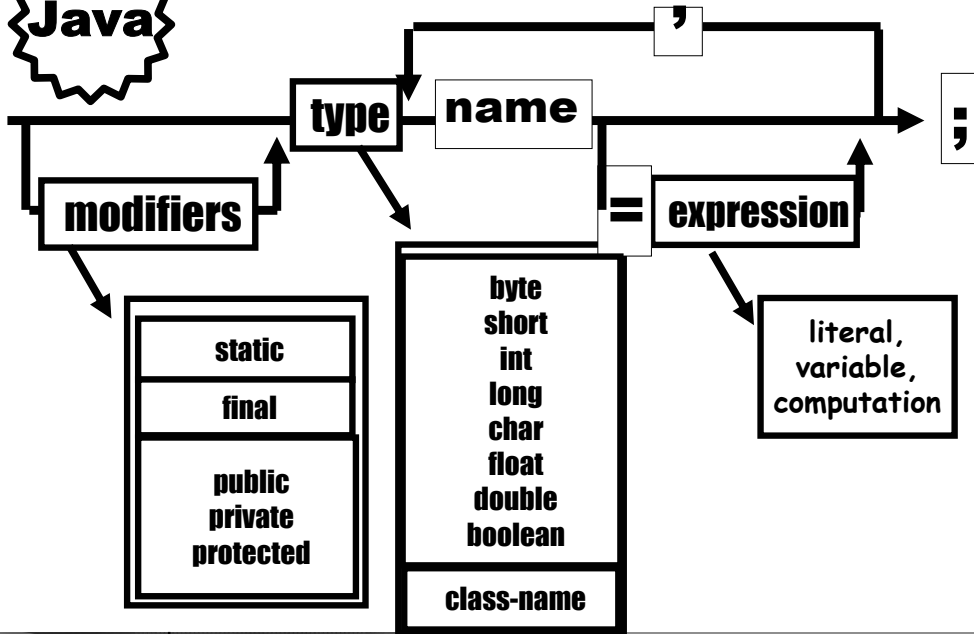 Java
,
type
name
;
modifiers
=
expression
static
final
public
private
protected
byte
short
int
long
char
float
double
boolean
class-name
literal,
variable,
computation